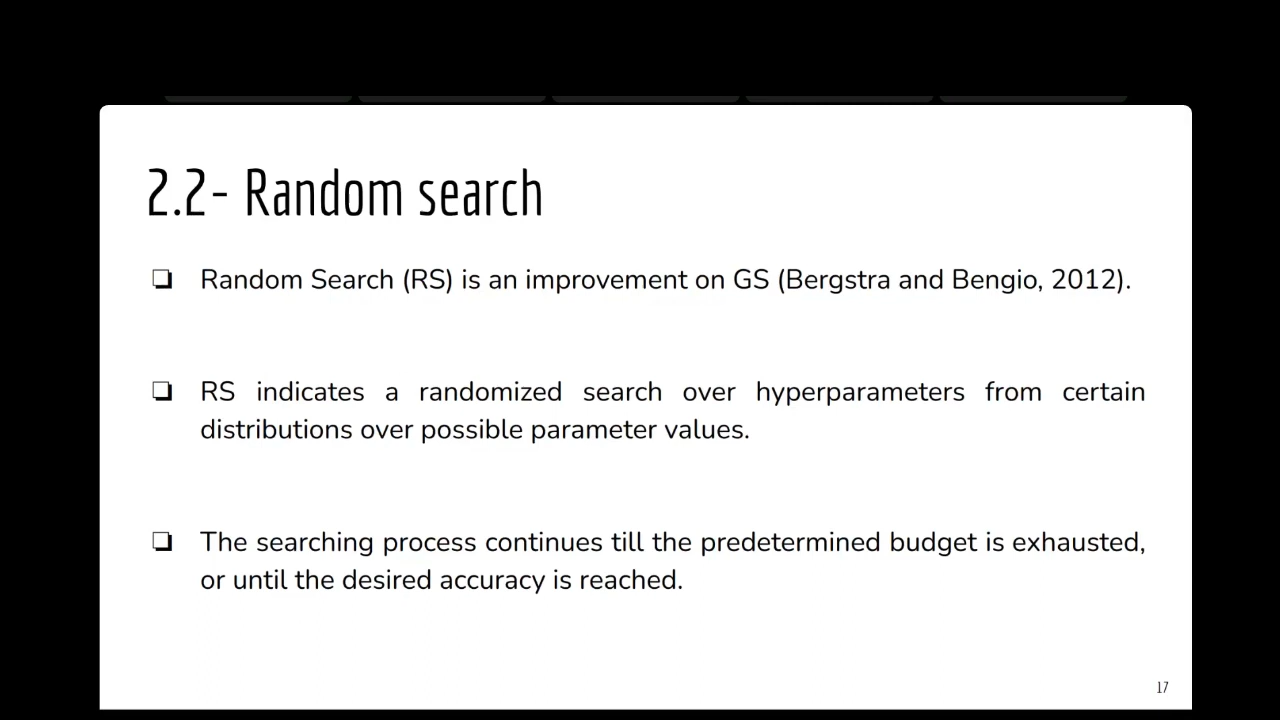 2.2- Random search
❏ Random Search (RS) is an improvement on GS (Bergstra and Bengio, 2012).
❏ RS indicates a randomized search over hyperparameters from certain
distributions over possible parameter values.
❏ The searching process continues till the predetermined budget is exhausted,
or until the desired accuracy is reached.
17